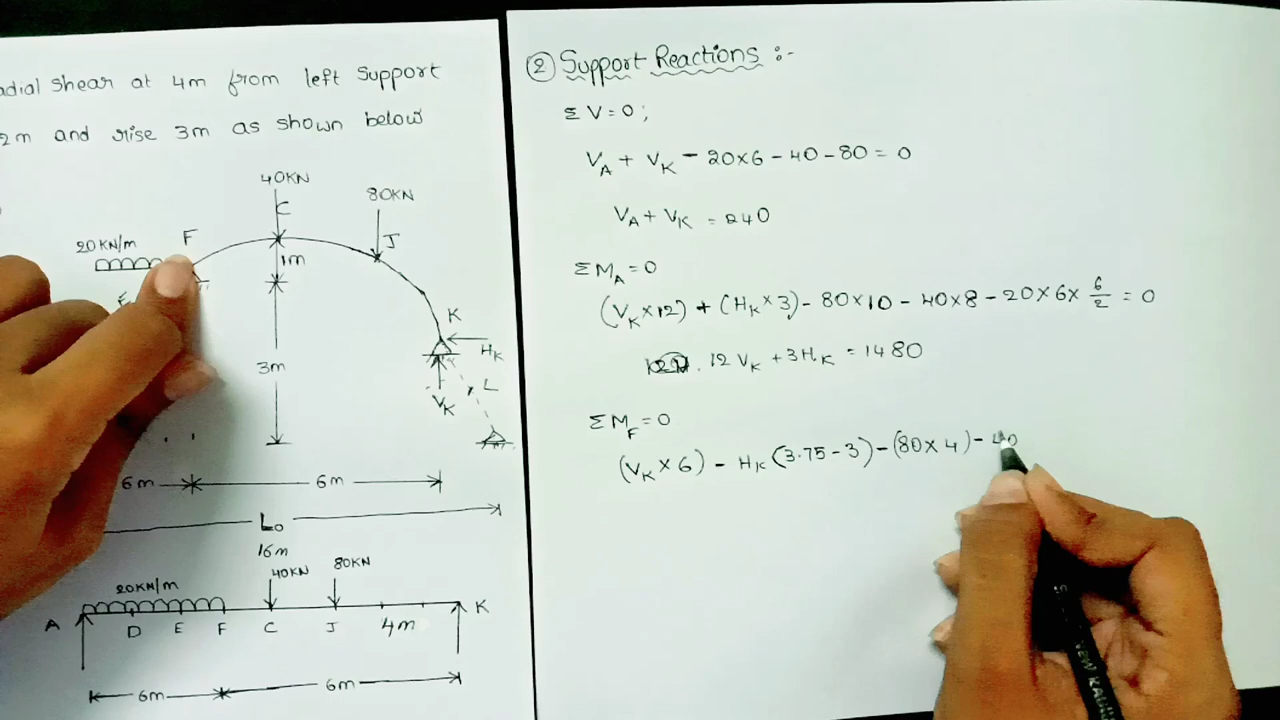 adial Shear at 4m from left Support
2m and rise 3m as shown below
40KN
80KN
C
F
20KN/m
J
1m
K
HK
3m
L
VK
6m
6m
L0
16m
40KN
80KN
20KN/m
A
D
E
F
C
J
4m
K
6m
6m
② Support Reactions :-
ΣV=0;
VA + VK - 20×6 - 40 - 80 = 0
VA + VK = 240
ΣMA=0
(VK×12) + (HK×3) - 80×10 - 40×8 - 20×6× 6/2 = 0
12VK + 3HK = 1480
ΣMF=0
(VK×6) - HK(3.75-3) - (80×4) - 40